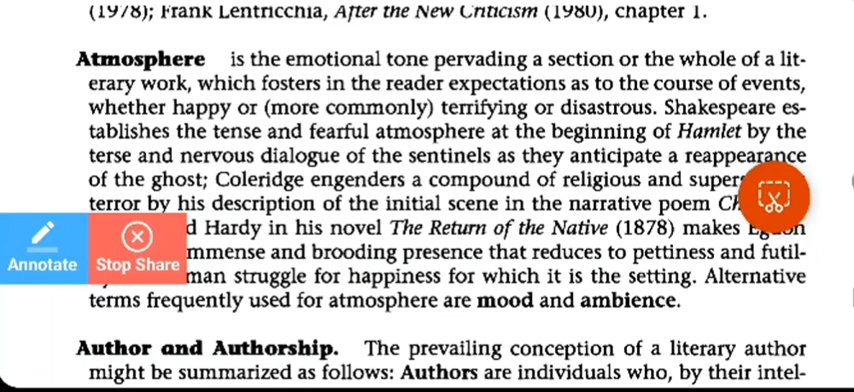 (1978); Frank Lentricchia, After the New Criticism (1980), chapter 1.
Atmosphere is the emotional tone pervading a section or the whole of a lit-
erary work, which fosters in the reader expectations as to the course of events,
whether happy or (more commonly) terrifying or disastrous. Shakespeare es-
tablishes the tense and fearful atmosphere at the beginning of Hamlet by the
terse and nervous dialogue of the sentinels as they anticipate a reappearance
of the ghost; Coleridge engenders a compound of religious and super
terror by his description of the initial scene in the narrative poem
d Hardy in his novel The Return of the Native (1878) makes Egdon
mmense and brooding presence that reduces to pettiness and futil-
man struggle for happiness for which it is the setting. Alternative
terms frequently used for atmosphere are mood and ambience.
Annotate
Stop Share
Author and Authorship. The prevailing conception of a literary author
might be summarized as follows: Authors are individuals who, by their intel-